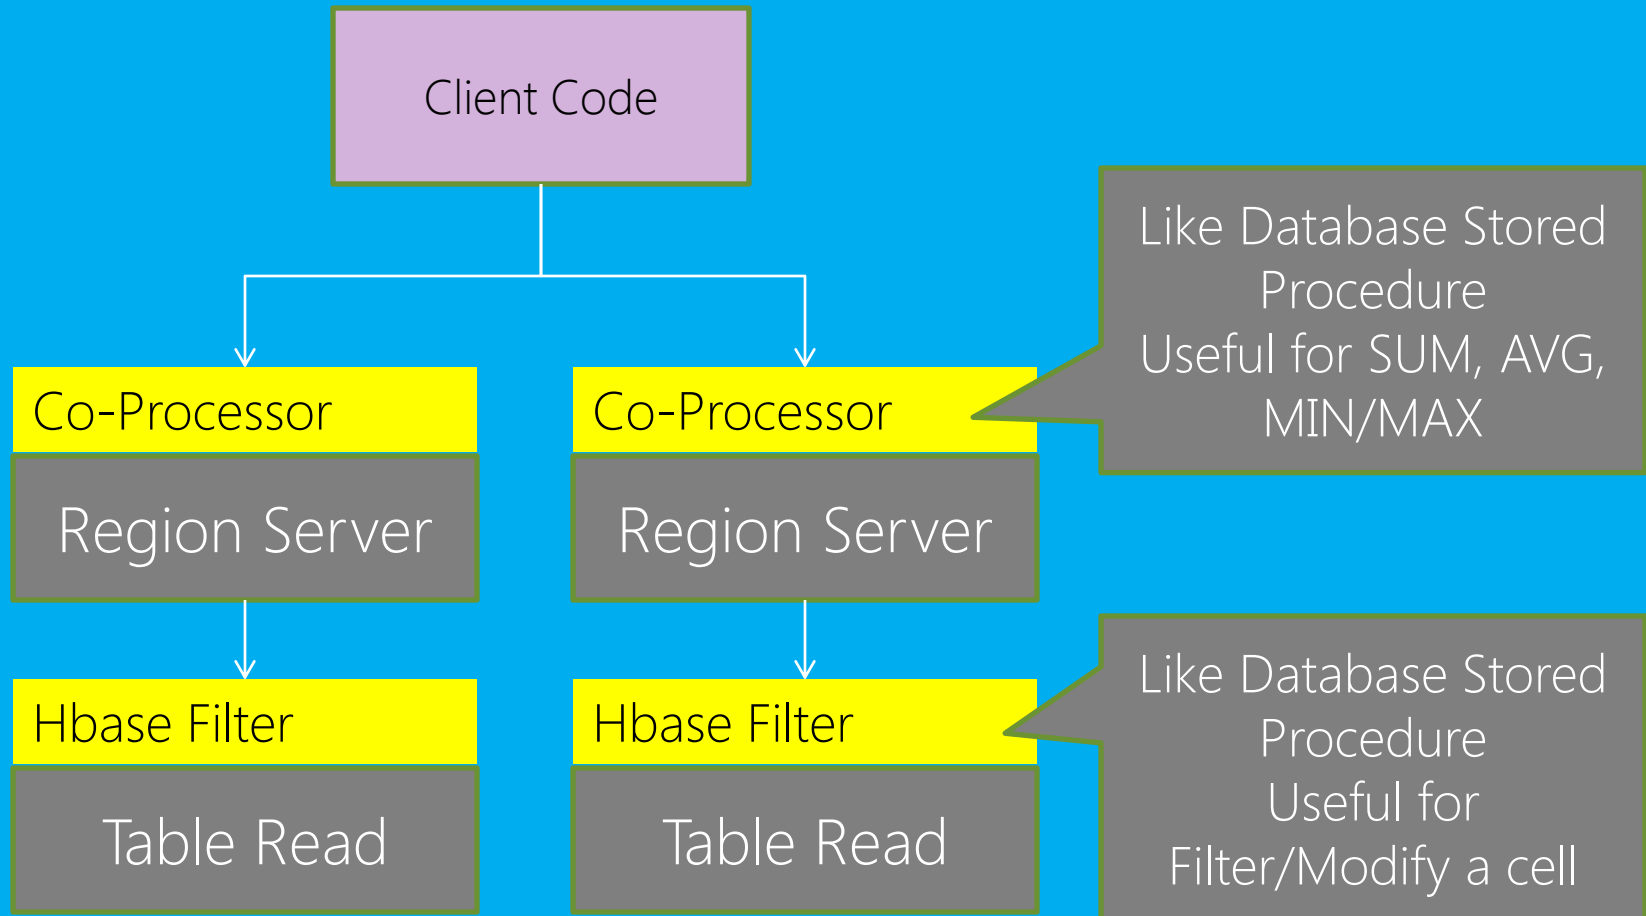 Client Code
Like Database Stored
Procedure
Useful for SUM, AVG,
MIN/MAX
Co-Processor
Co-Processor
Region Server
Region Server
Like Database Stored
Procedure
Useful for
Filter/Modify a cell
Hbase Filter
Hbase Filter
Table Read
Table Read